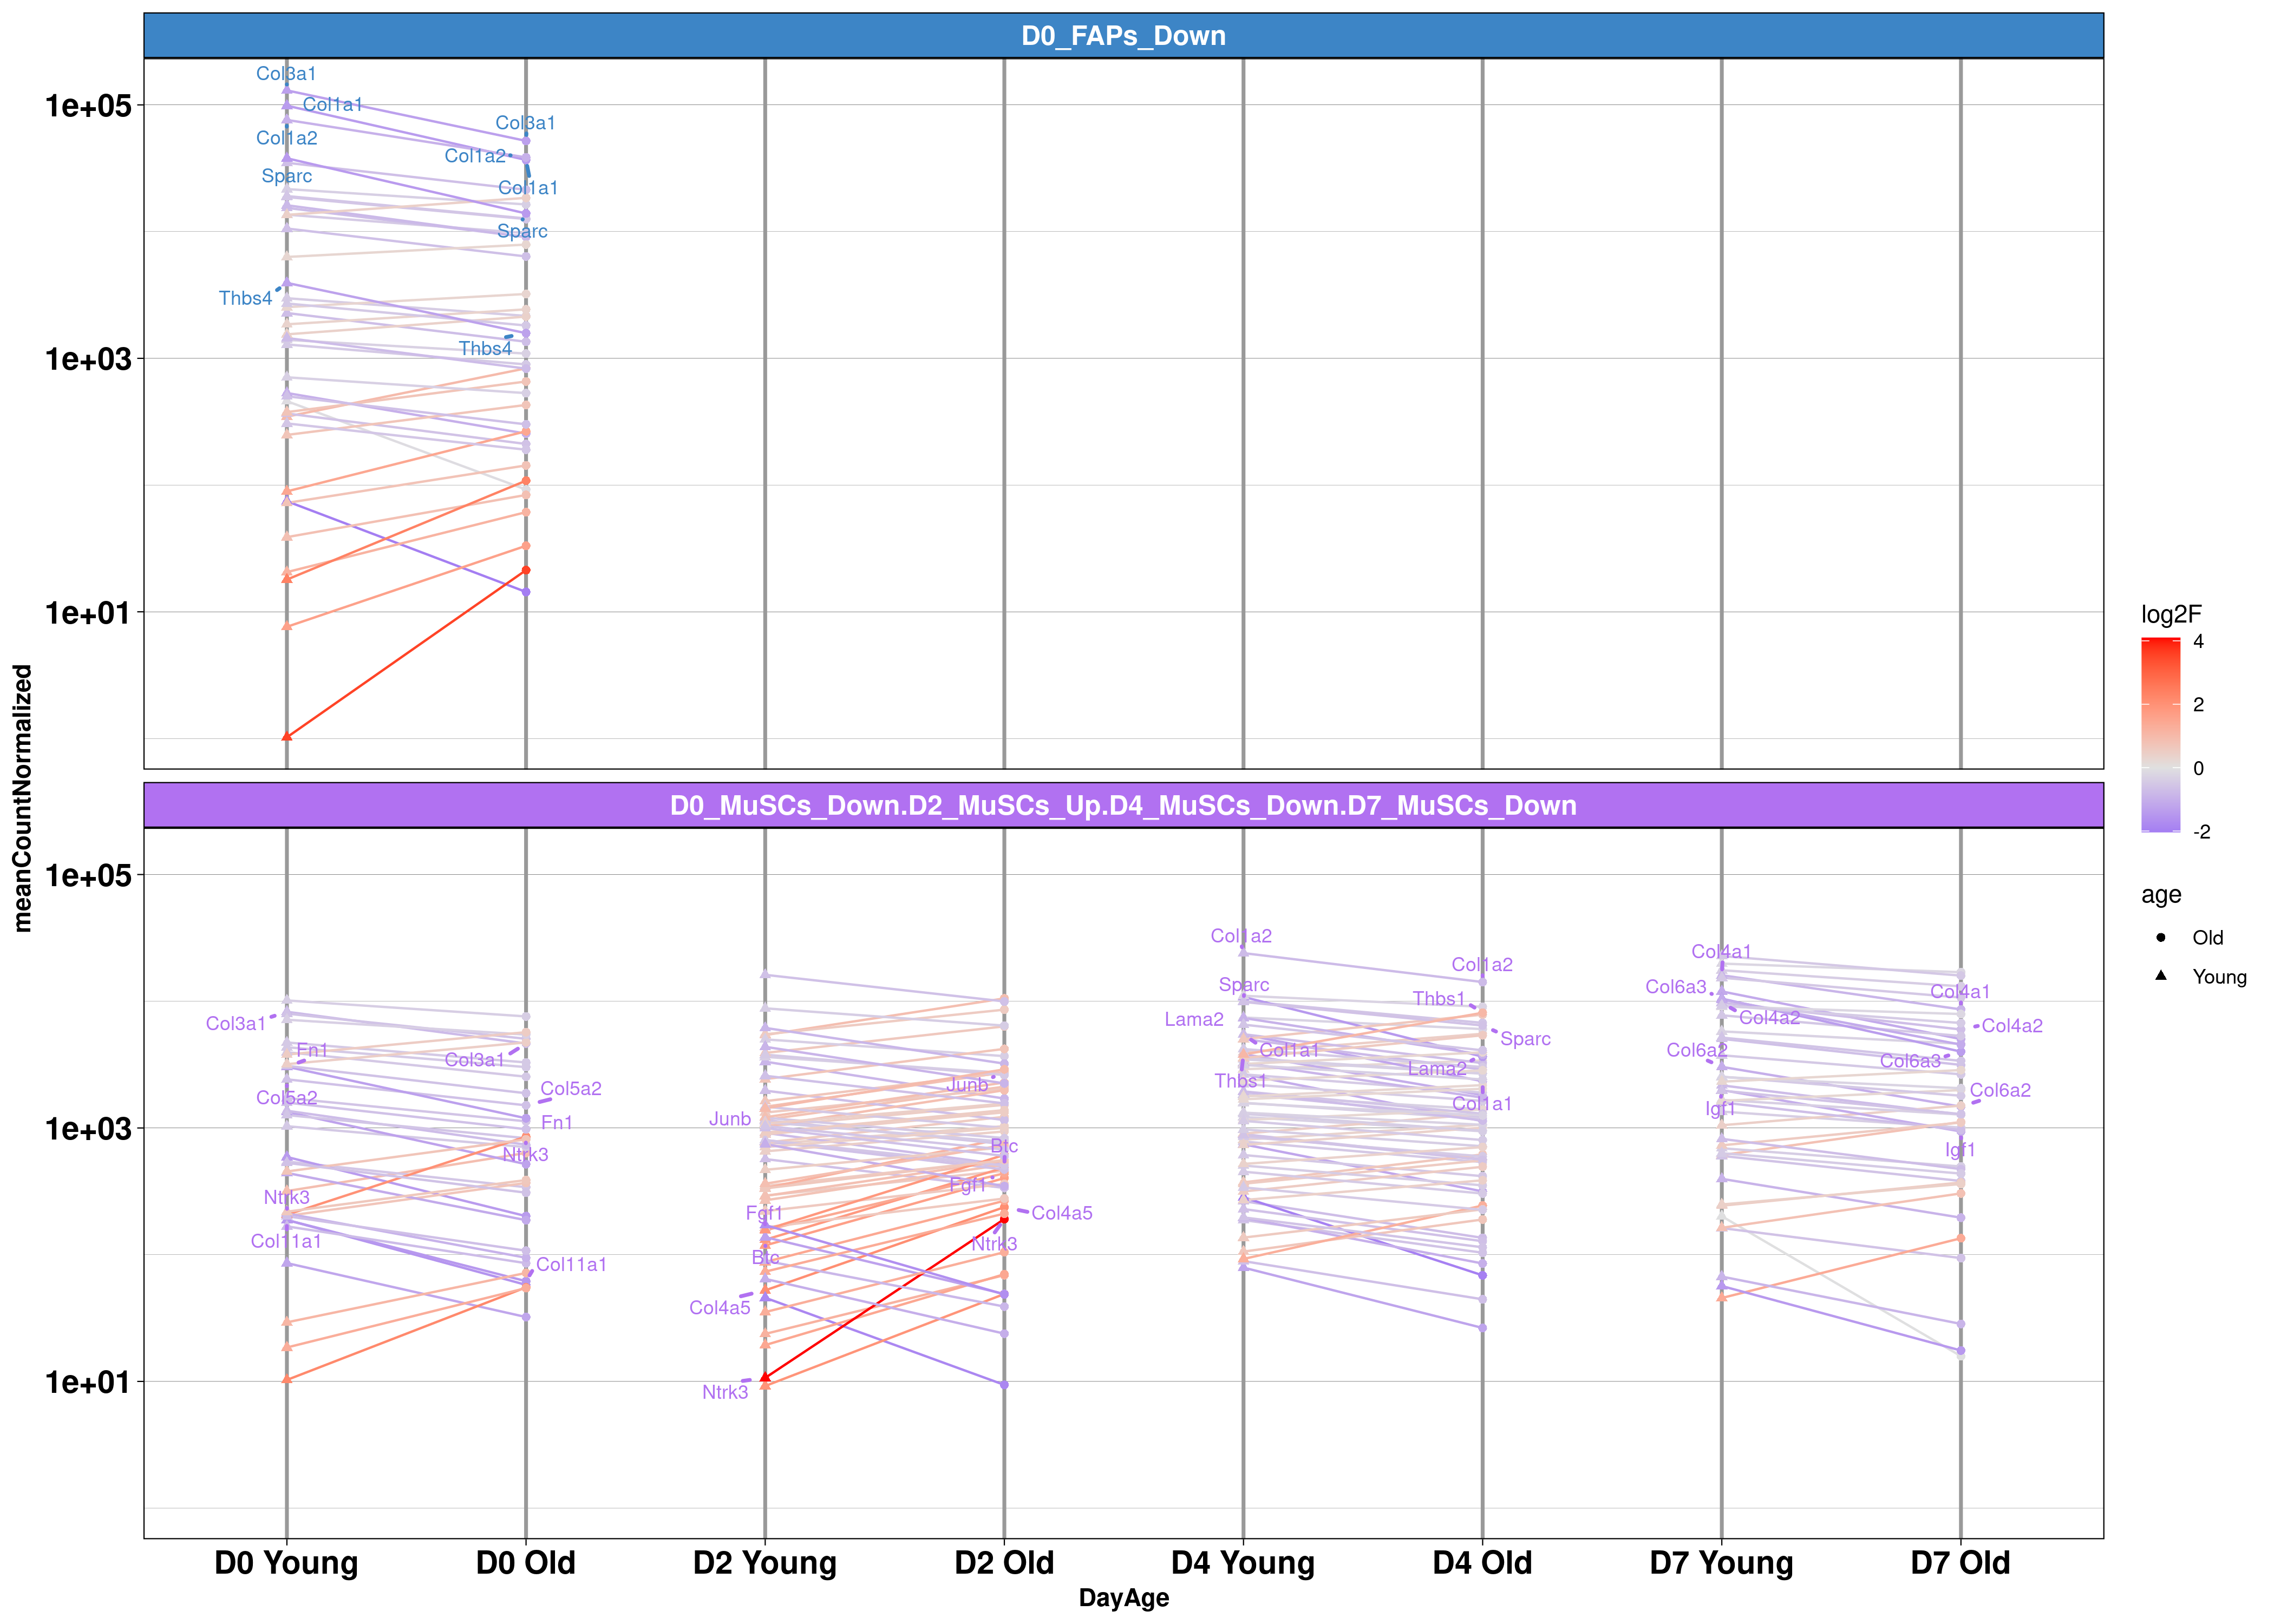 D0_FAPs_Down
Col3a1
Col1a1
Col1a2
Sparc
Thbs4
Col3a1
Col1a2
Col1a1
Sparc
Thbs4
1e+05
1e+03
1e+01
meanCountNormalized
D0_MuSCs_Down.D2_MuSCs_Up.D4_MuSCs_Down.D7_MuSCs_Down
1e+05
1e+03
1e+01
Col3a1
Fn1
Col5a2
Ntrk3
Col11a1
Col3a1
Col5a2
Fn1
Ntrk3
Col11a1
Junb
Fgf1
Btc
Col4a5
Ntrk3
Junb
Btc
Fgf1
Col4a5
Ntrk3
Col1a2
Sparc
Lama2
Col1a1
Thbs1
Col1a2
Thbs1
Sparc
Lama2
Col1a1
Col4a1
Col6a3
Col4a2
Col6a2
Igf1
Col4a1
Col4a2
Col6a3
Col6a2
Igf1
D0 Young
D0 Old
D2 Young
D2 Old
D4 Young
D4 Old
D7 Young
D7 Old
DayAge
log2F
4
2
0
-2
age
Old
Young